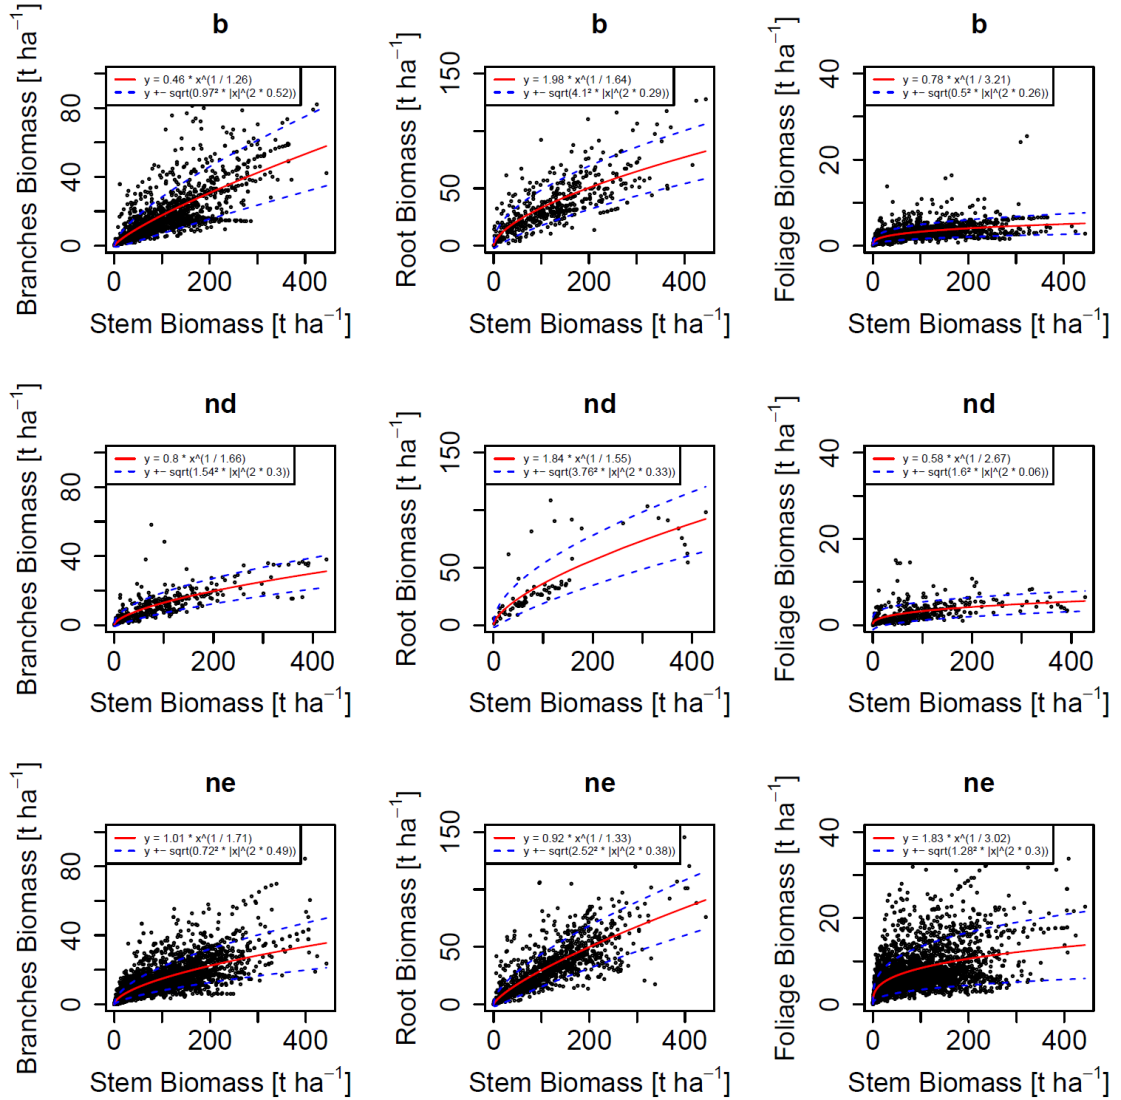 b
b
b
Branches Biomass [t ha⁻¹]
0 40 80
y = 0.46 * x^(1 / 1.26)
y +− sqrt(0.97² * |x|^(2 * 0.52))
0 200 400
Stem Biomass [t ha⁻¹]
Root Biomass [t ha⁻¹]
0 50 150
y = 1.98 * x^(1 / 1.64)
y +− sqrt(4.1² * |x|^(2 * 0.29))
0 200 400
Stem Biomass [t ha⁻¹]
Foliage Biomass [t ha⁻¹]
0 20 40
y = 0.78 * x^(1 / 3.21)
y +− sqrt(0.5² * |x|^(2 * 0.26))
0 200 400
Stem Biomass [t ha⁻¹]
nd
nd
nd
Branches Biomass [t ha⁻¹]
0 40 80
y = 0.8 * x^(1 / 1.66)
y +− sqrt(1.54² * |x|^(2 * 0.3))
0 200 400
Stem Biomass [t ha⁻¹]
Root Biomass [t ha⁻¹]
0 50 150
y = 1.84 * x^(1 / 1.55)
y +− sqrt(3.76² * |x|^(2 * 0.33))
0 200 400
Stem Biomass [t ha⁻¹]
Foliage Biomass [t ha⁻¹]
0 20 40
y = 0.58 * x^(1 / 2.67)
y +− sqrt(1.6² * |x|^(2 * 0.06))
0 200 400
Stem Biomass [t ha⁻¹]
ne
ne
ne
Branches Biomass [t ha⁻¹]
0 40 80
y = 1.01 * x^(1 / 1.71)
y +− sqrt(0.72² * |x|^(2 * 0.49))
0 200 400
Stem Biomass [t ha⁻¹]
Root Biomass [t ha⁻¹]
0 50 150
y = 0.92 * x^(1 / 1.33)
y +− sqrt(2.52² * |x|^(2 * 0.38))
0 200 400
Stem Biomass [t ha⁻¹]
Foliage Biomass [t ha⁻¹]
0 20 40
y = 1.83 * x^(1 / 3.02)
y +− sqrt(1.28² * |x|^(2 * 0.3))
0 200 400
Stem Biomass [t ha⁻¹]